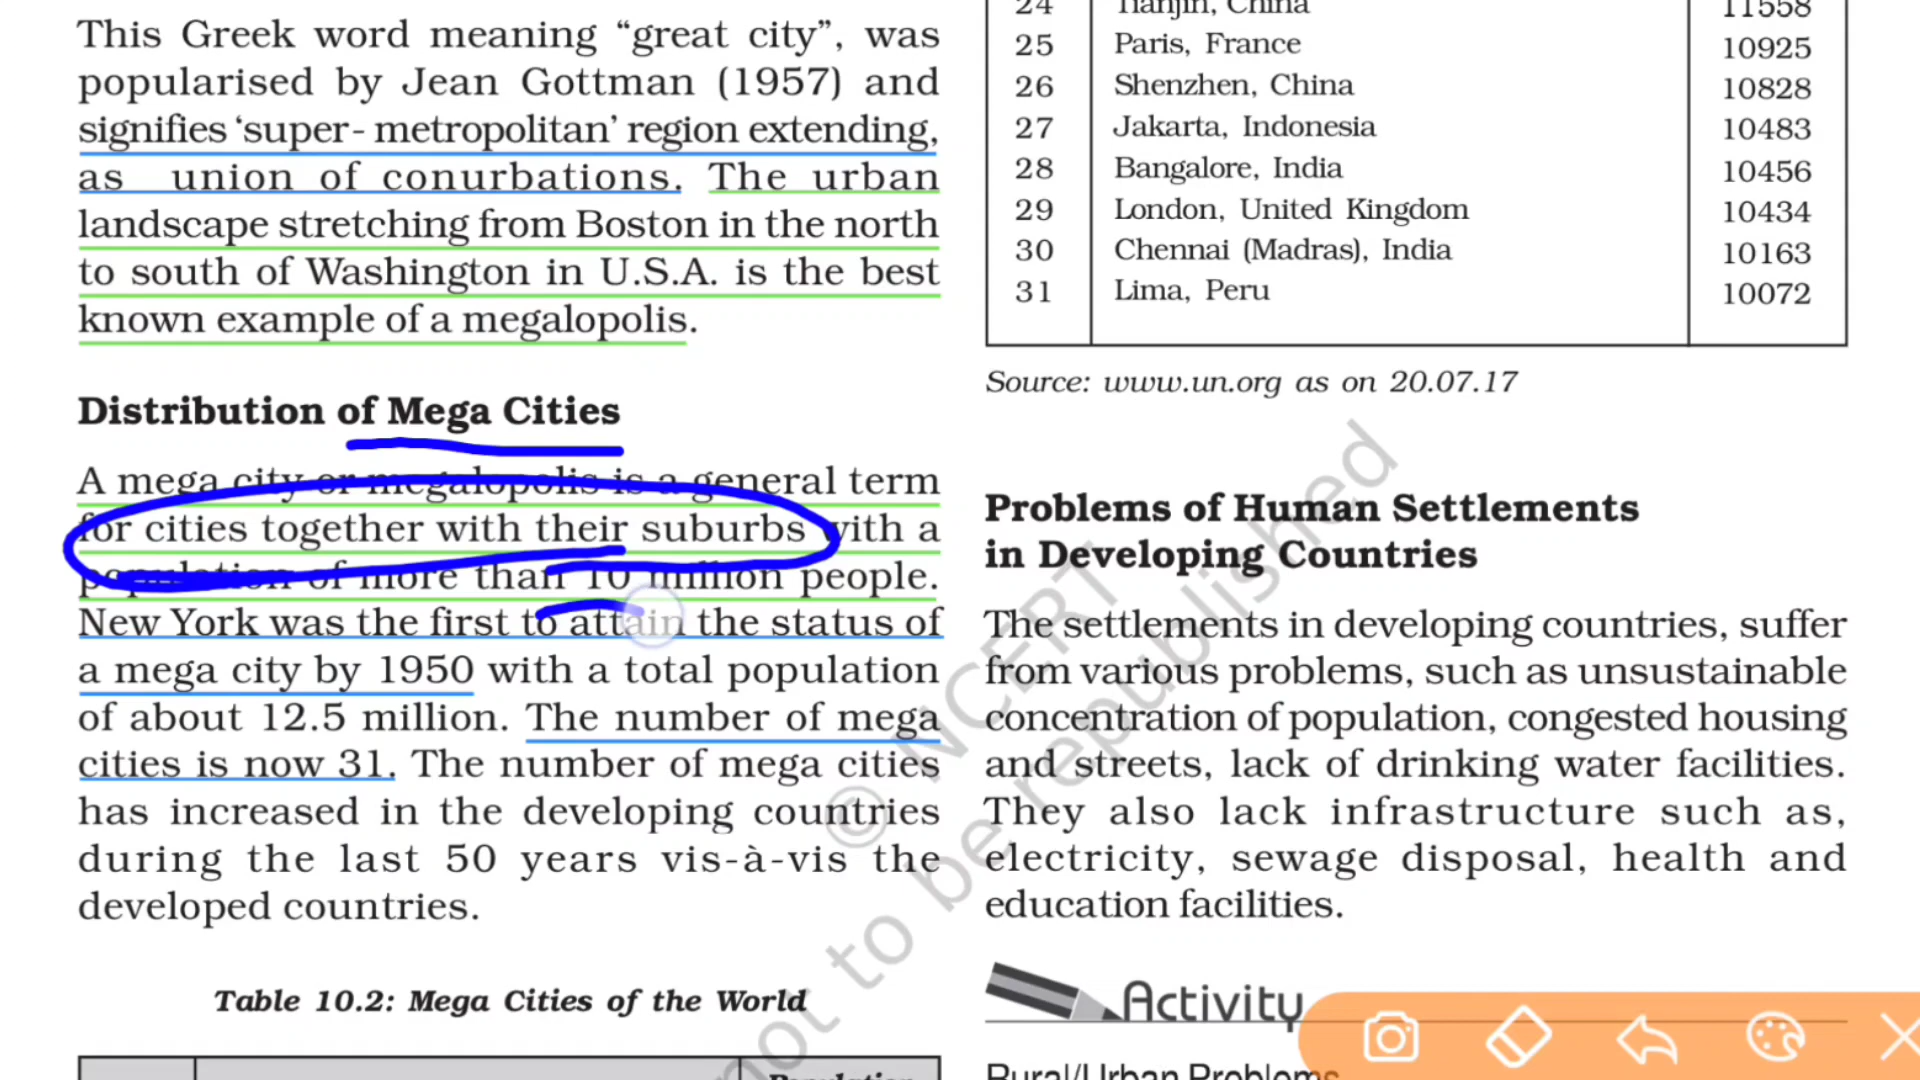 This Greek word meaning “great city”, was
popularised by Jean Gottman (1957) and
signifies ‘super- metropolitan’ region extending,
as union of conurbations. The urban
landscape stretching from Boston in the north
to south of Washington in U.S.A. is the best
known example of a megalopolis.
Distribution of Mega Cities
A mega city or megalopolis is a general term
for cities together with their suburbs with a
population of more than 10 million people.
New York was the first to attain the status of
a mega city by 1950 with a total population
of about 12.5 million. The number of mega
cities is now 31. The number of mega cities
has increased in the developing countries
during the last 50 years vis-à-vis the
developed countries.
Table 10.2: Mega Cities of the World
Population
24 Tianjin, China 11558
25 Paris, France 10925
26 Shenzhen, China 10828
27 Jakarta, Indonesia 10483
28 Bangalore, India 10456
29 London, United Kingdom 10434
30 Chennai (Madras), India 10163
31 Lima, Peru 10072
Source: www.un.org as on 20.07.17
Problems of Human Settlements
in Developing Countries
The settlements in developing countries, suffer
from various problems, such as unsustainable
concentration of population, congested housing
and streets, lack of drinking water facilities.
They also lack infrastructure such as,
electricity, sewage disposal, health and
education facilities.
Activity
Rural/Urban Problems
© NCERT
not to be republished